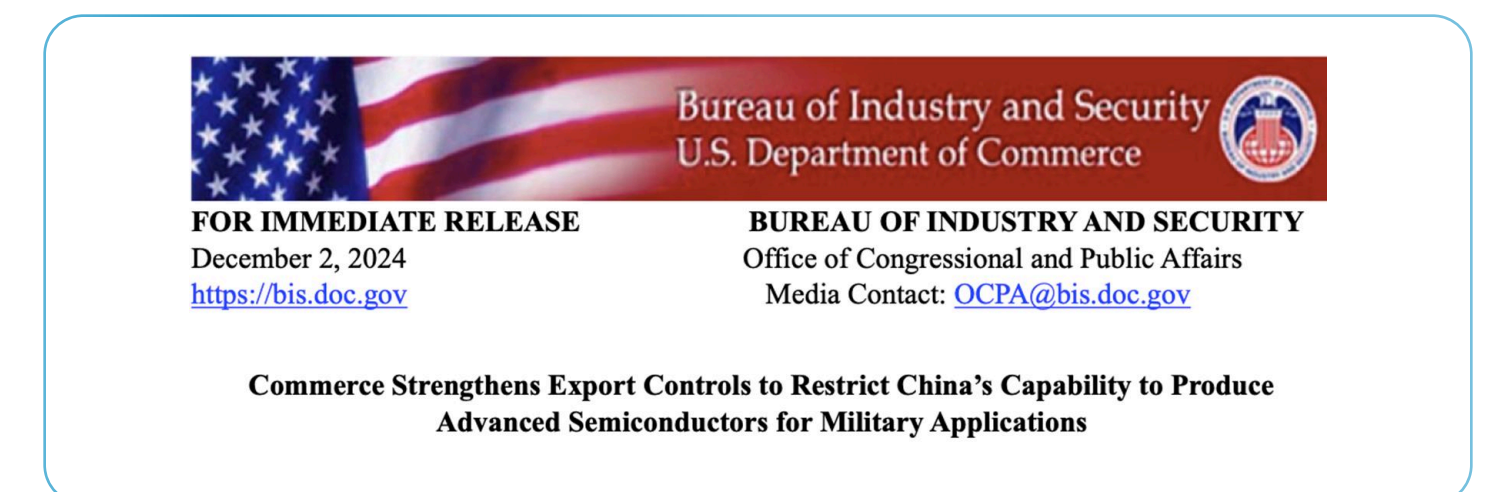 Bureau of Industry and Security
U.S. Department of Commerce
FOR IMMEDIATE RELEASE
BUREAU OF INDUSTRY AND SECURITY
December 2, 2024
Office of Congressional and Public Affairs
https://bis.doc.gov
Media Contact: OCPA@bis.doc.gov
Commerce Strengthens Export Controls to Restrict China’s Capability to Produce
Advanced Semiconductors for Military Applications